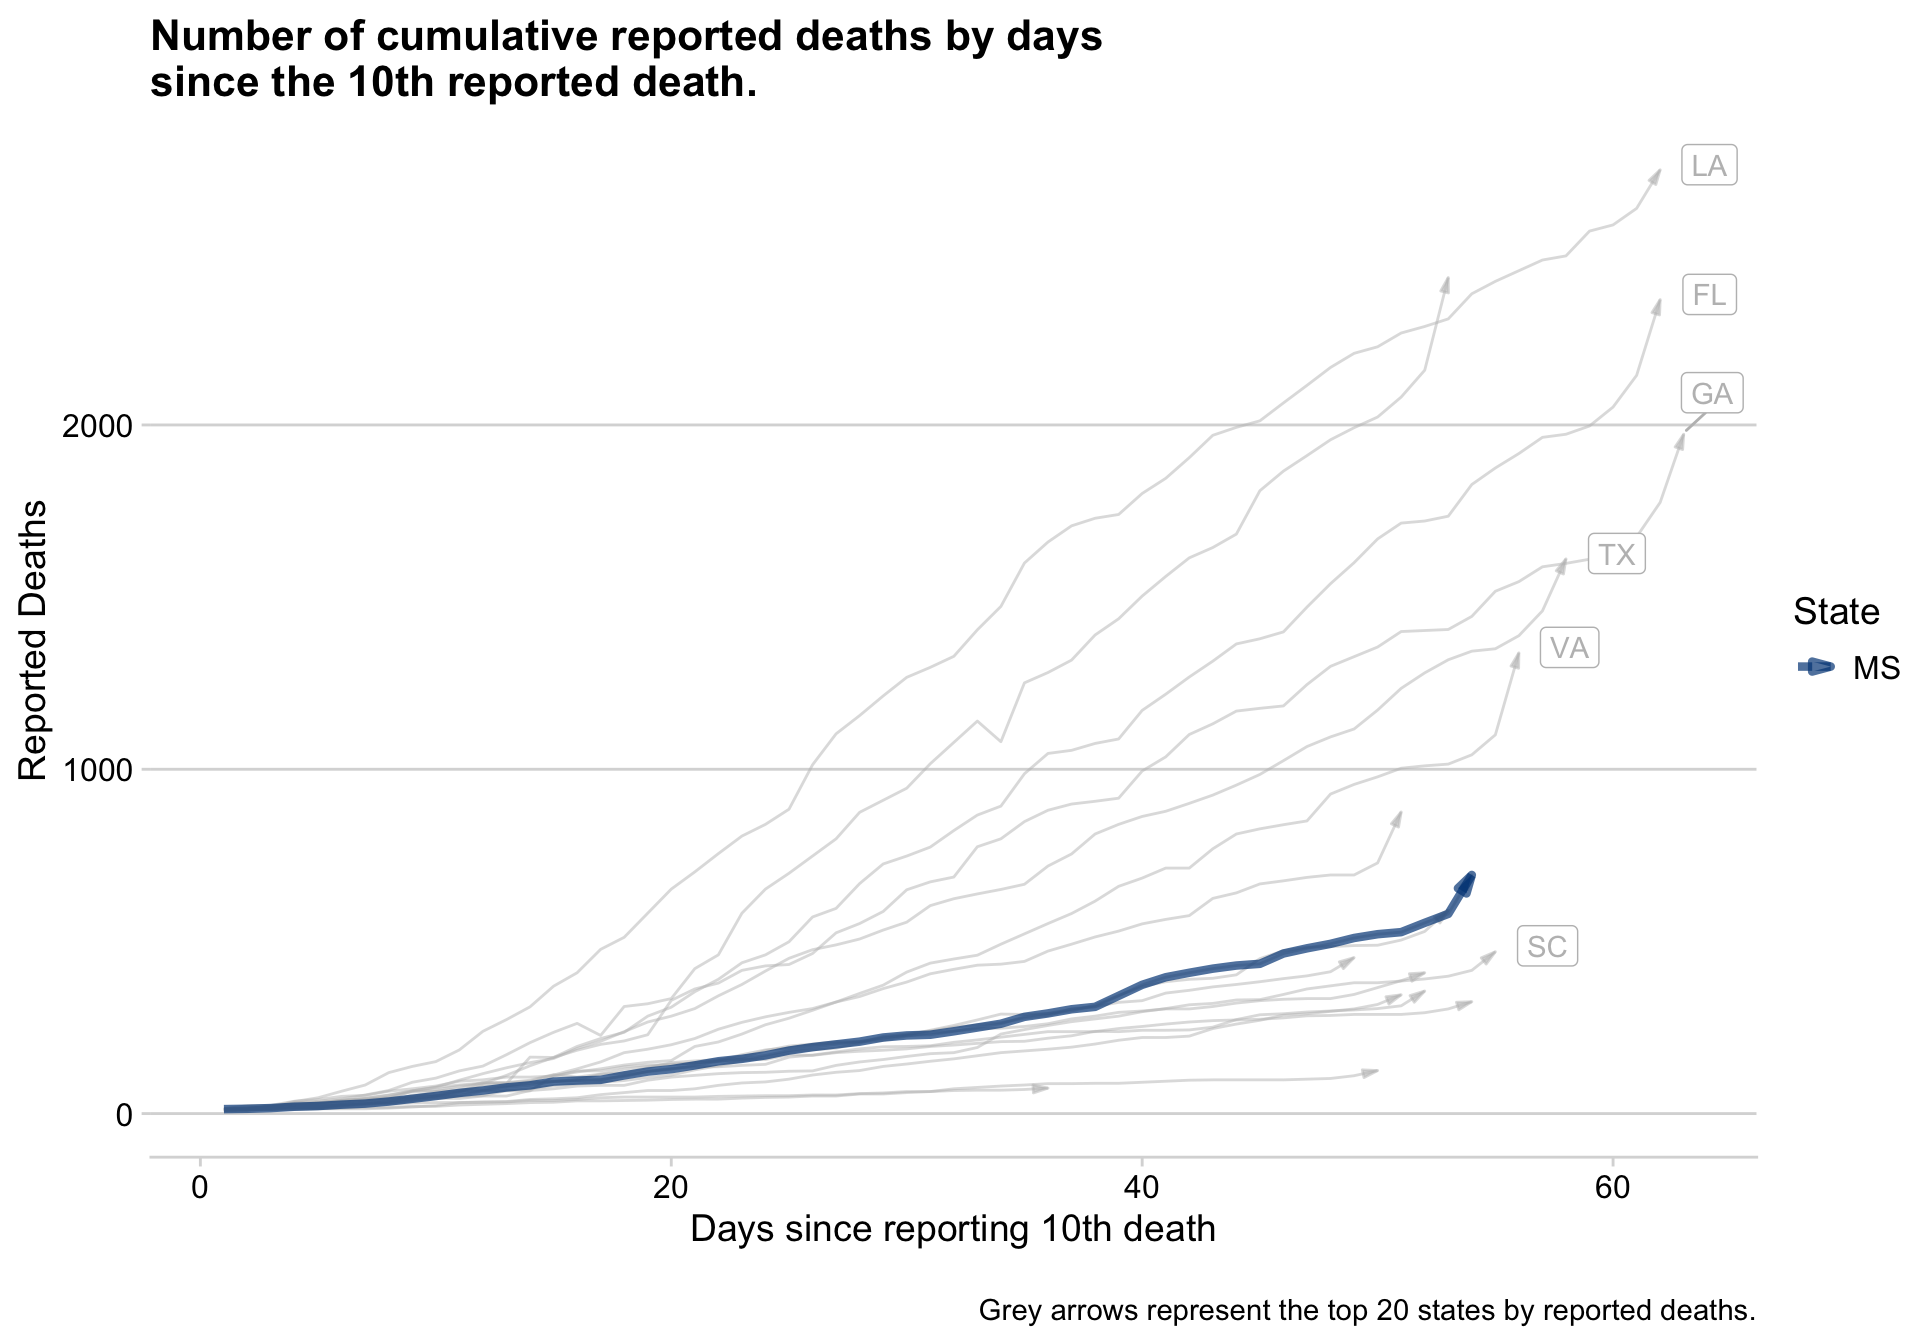 Number of cumulative reported deaths by days
since the 10th reported death.
LA
FL
GA
2000
TX
VA
1000
SC
0
Reported Deaths
State
MS
0 20 40 60
Days since reporting 10th death
Grey arrows represent the top 20 states by reported deaths.